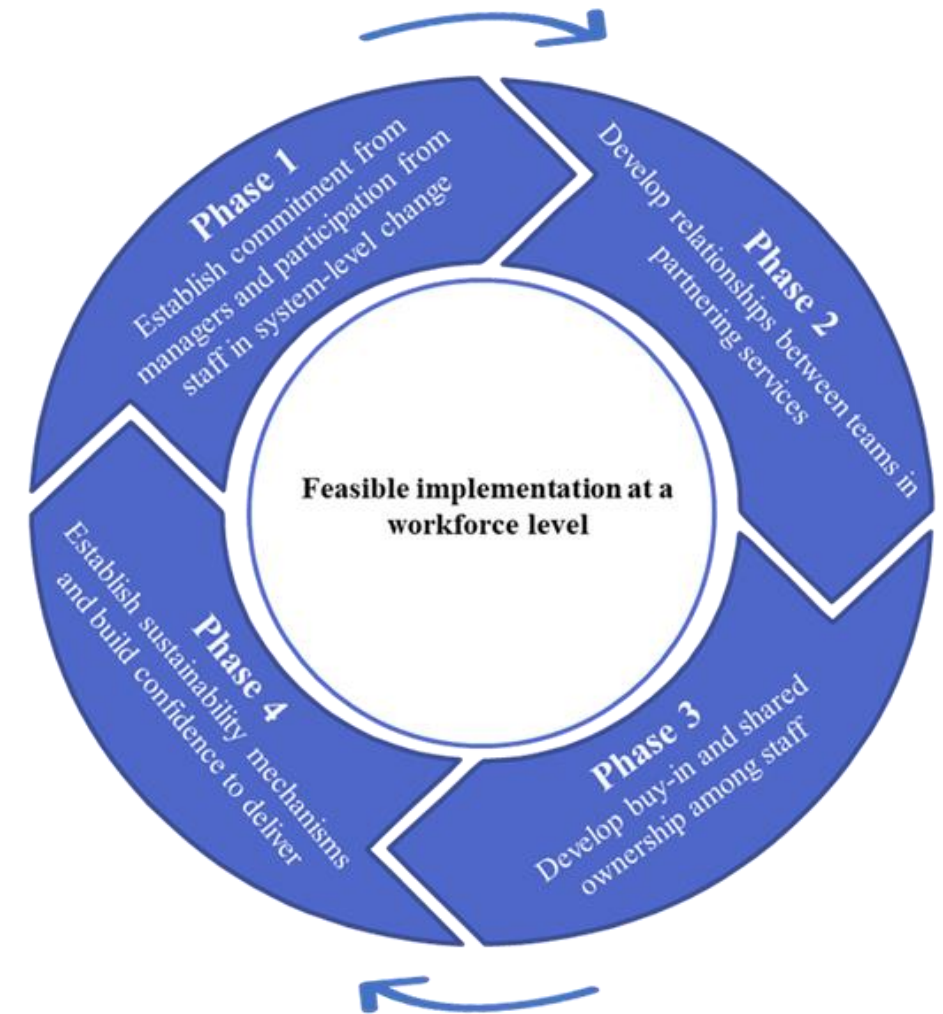 Phase 1
Establish commitment from
managers and participation from
staff in system-level change
Phase 2
Develop relationships between teams in
partnering services
Feasible implementation at a
workforce level
Phase 3
Develop buy-in and shared
ownership among staff
Phase 4
Establish sustainability mechanisms
and build confidence to deliver